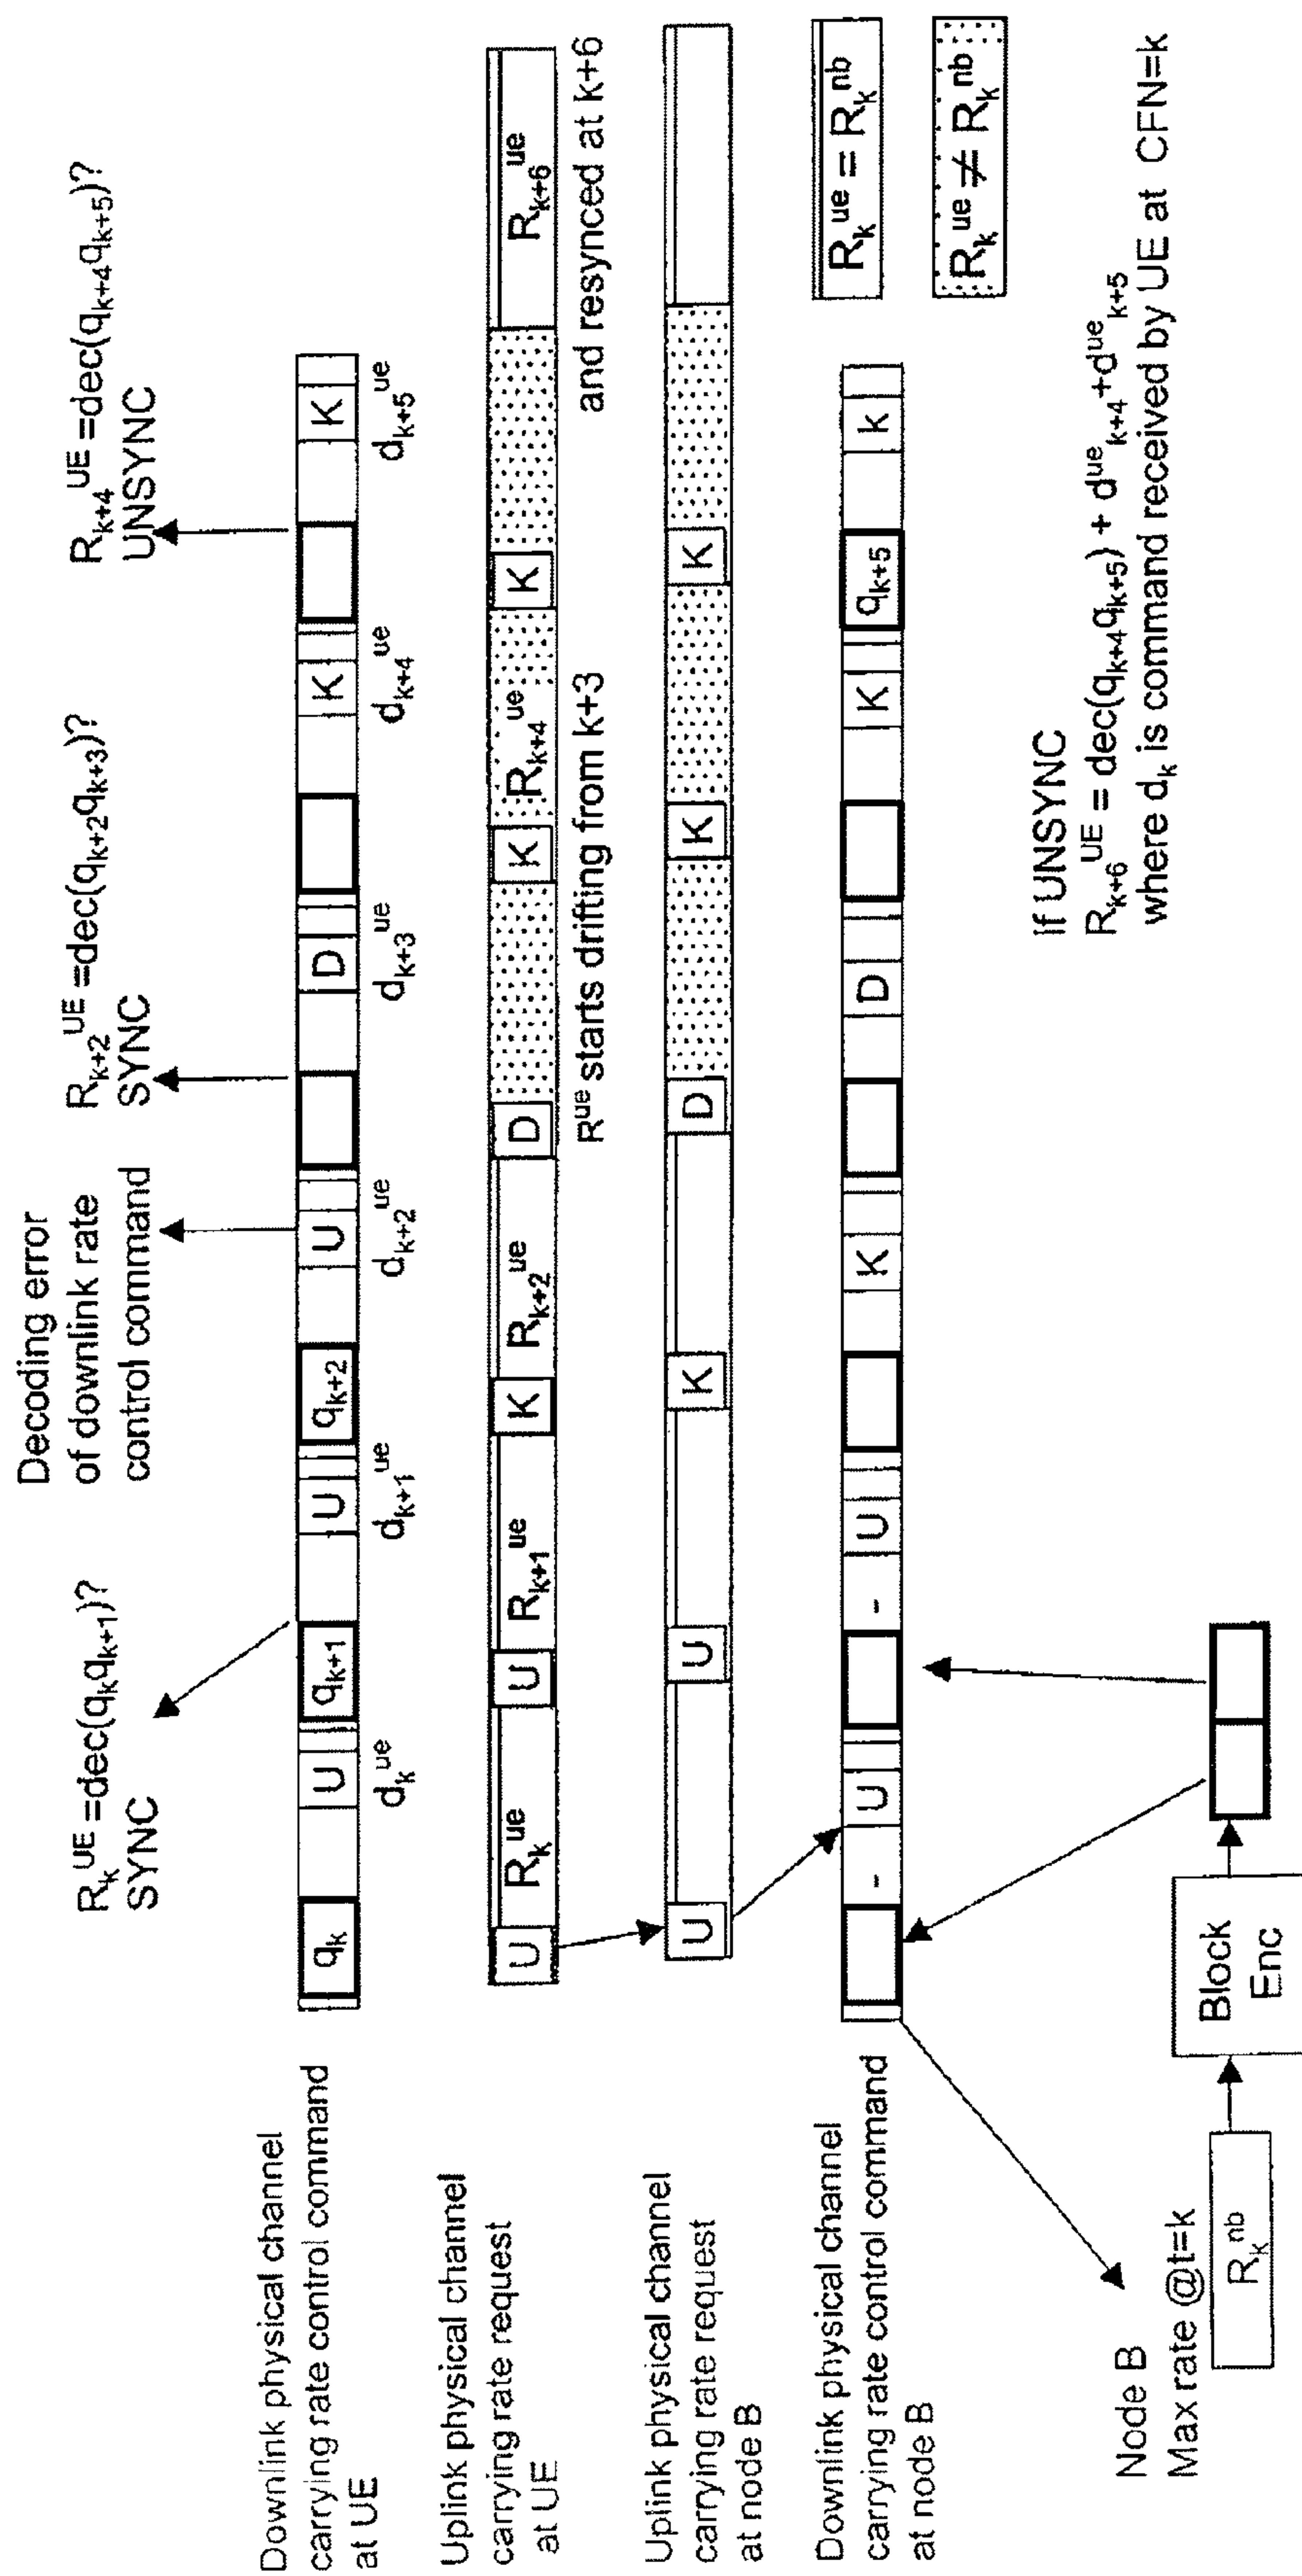 Decoding error
of downlink rate
control command
R_k^UE =dec(q_k q_k+1)?
SYNC
R_k+2^UE =dec(q_k+2 q_k+3)?
SYNC
R_k+4^UE =dec(q_k+4 q_k+5)?
UNSYNC
Downlink physical channel
carrying rate control command
at UE
q_k U q_k+1 U q_k+2 U D K K
d_k^ue d_k+1^ue d_k+2^ue d_k+3^ue d_k+4^ue d_k+5^ue
Uplink physical channel
carrying rate request
at UE
U R_k^ue U R_k+1^ue K R_k+2^ue D K R_k+4^ue K R_k+6^ue
R^ue starts drifting from k+3
and resynced at k+6
Uplink physical channel
carrying rate request
at node B
U U K D K K
Downlink physical channel
carrying rate control command
at node B
- U - U K D K q_k+5 k
R_k^ue = R_k^nb
R_k^ue ≠ R_k^nb
If UNSYNC
R_k+6^UE = dec(q_k+4 q_k+5) + d^ue_k+4 +d^ue_k+5
where d_k is command received by UE at CFN=k
Node B
Max rate @t=k
R_k^nb
Block
Enc